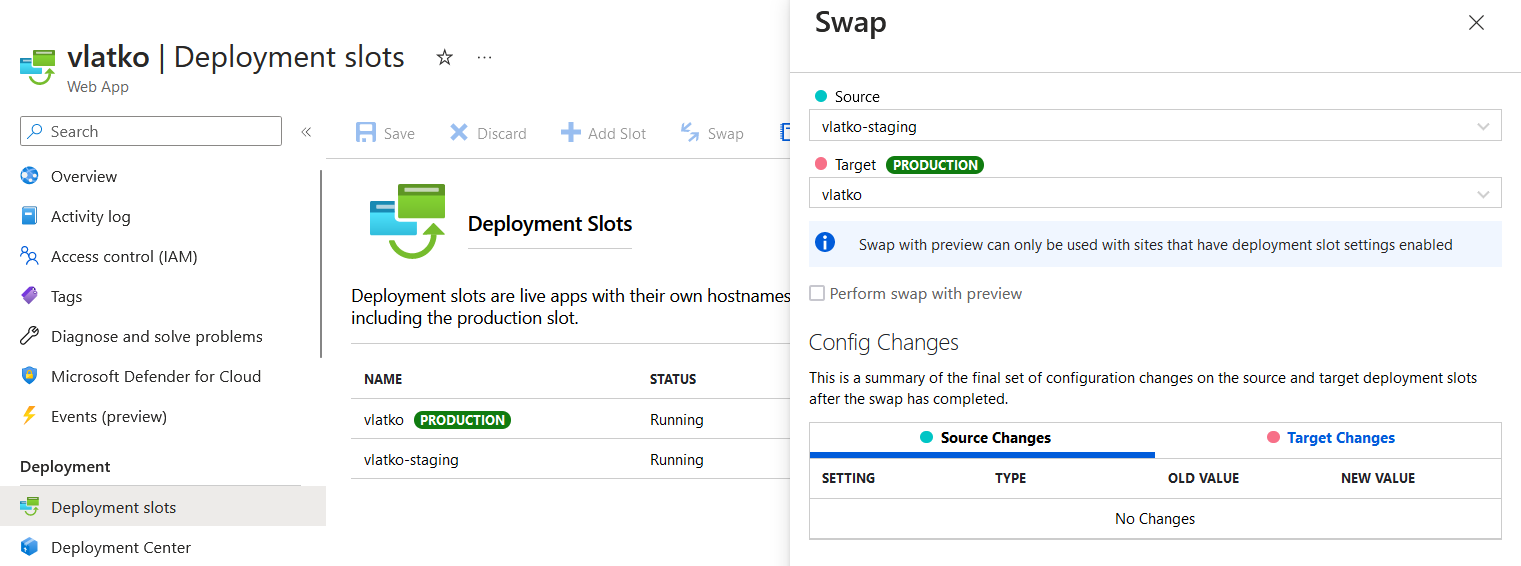 vlatko | Deployment slots
Web App
Search
Overview
Activity log
Access control (IAM)
Tags
Diagnose and solve problems
Microsoft Defender for Cloud
Events (preview)
Deployment
Deployment slots
Deployment Center
Save Discard Add Slot Swap
Deployment Slots
Deployment slots are live apps with their own hostnames
including the production slot.
NAME STATUS
vlatko PRODUCTION Running
vlatko-staging Running
Swap
Source
vlatko-staging
Target PRODUCTION
vlatko
Swap with preview can only be used with sites that have deployment slot settings enabled
Perform swap with preview
Config Changes
This is a summary of the final set of configuration changes on the source and target deployment slots
after the swap has completed.
Source Changes Target Changes
SETTING TYPE OLD VALUE NEW VALUE
No Changes